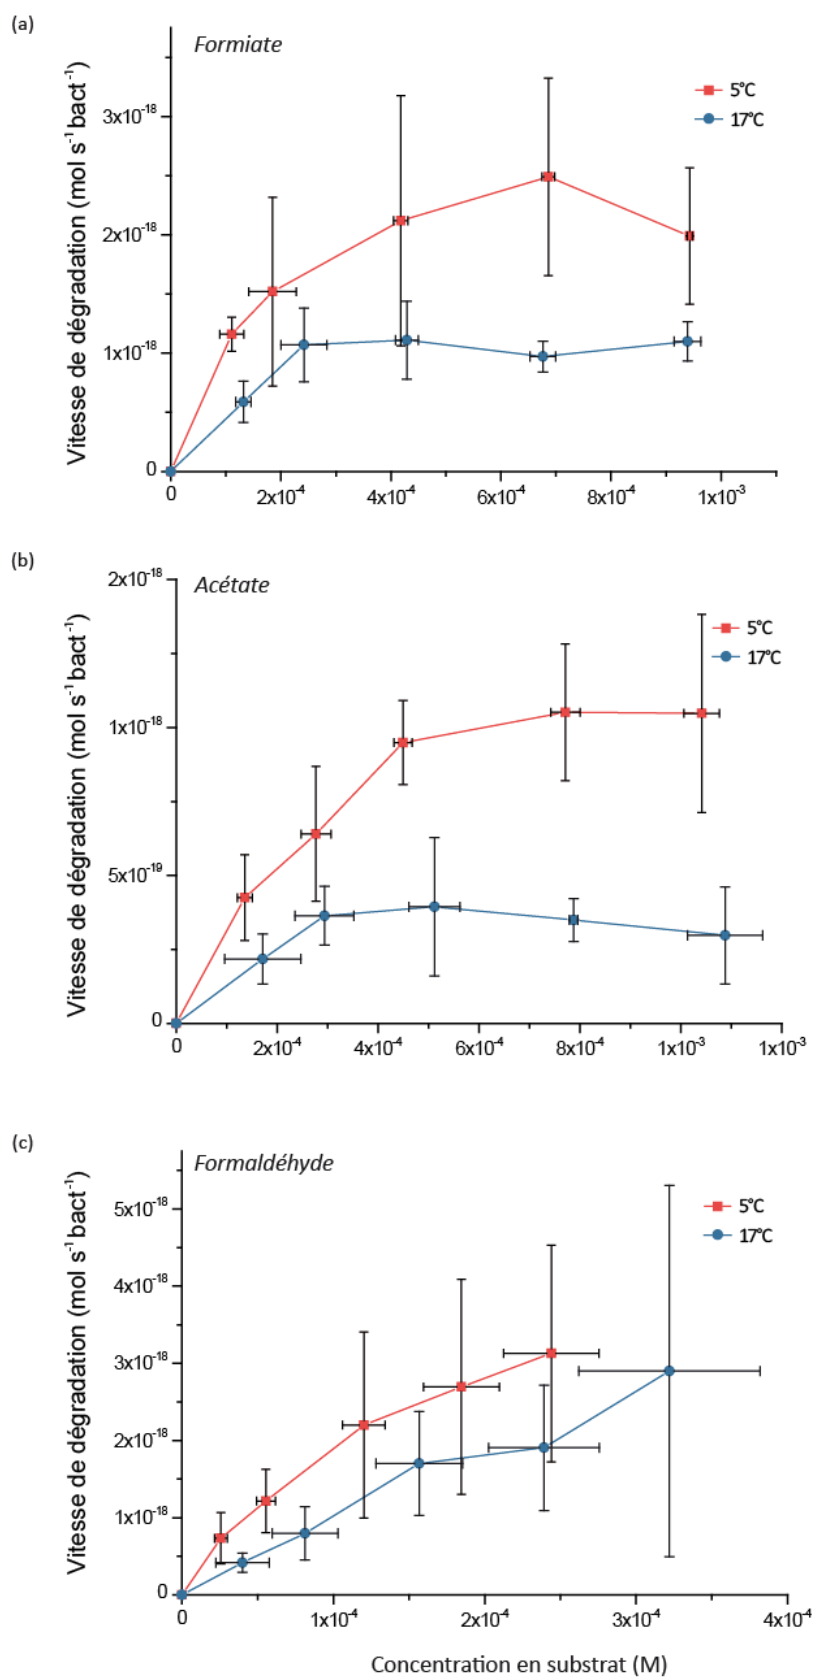 (a)
Formiate
Vitesse de dégradation (mol s⁻¹ bact⁻¹)
5°C
17°C
3x10⁻¹⁸
2x10⁻¹⁸
1x10⁻¹⁸
0
0 2x10⁻⁴ 4x10⁻⁴ 6x10⁻⁴ 8x10⁻⁴ 1x10⁻³
(b)
Acétate
Vitesse de dégradation (mol s⁻¹ bact⁻¹)
5°C
17°C
2x10⁻¹⁸
1x10⁻¹⁸
5x10⁻¹⁹
0
0 2x10⁻⁴ 4x10⁻⁴ 6x10⁻⁴ 8x10⁻⁴ 1x10⁻³ 1x10⁻³
(c)
Formaldéhyde
Vitesse de dégradation (mol s⁻¹ bact⁻¹)
5°C
17°C
5x10⁻¹⁸
4x10⁻¹⁸
3x10⁻¹⁸
2x10⁻¹⁸
1x10⁻¹⁸
0
0 1x10⁻⁴ 2x10⁻⁴ 3x10⁻⁴ 4x10⁻⁴
Concentration en substrat (M)